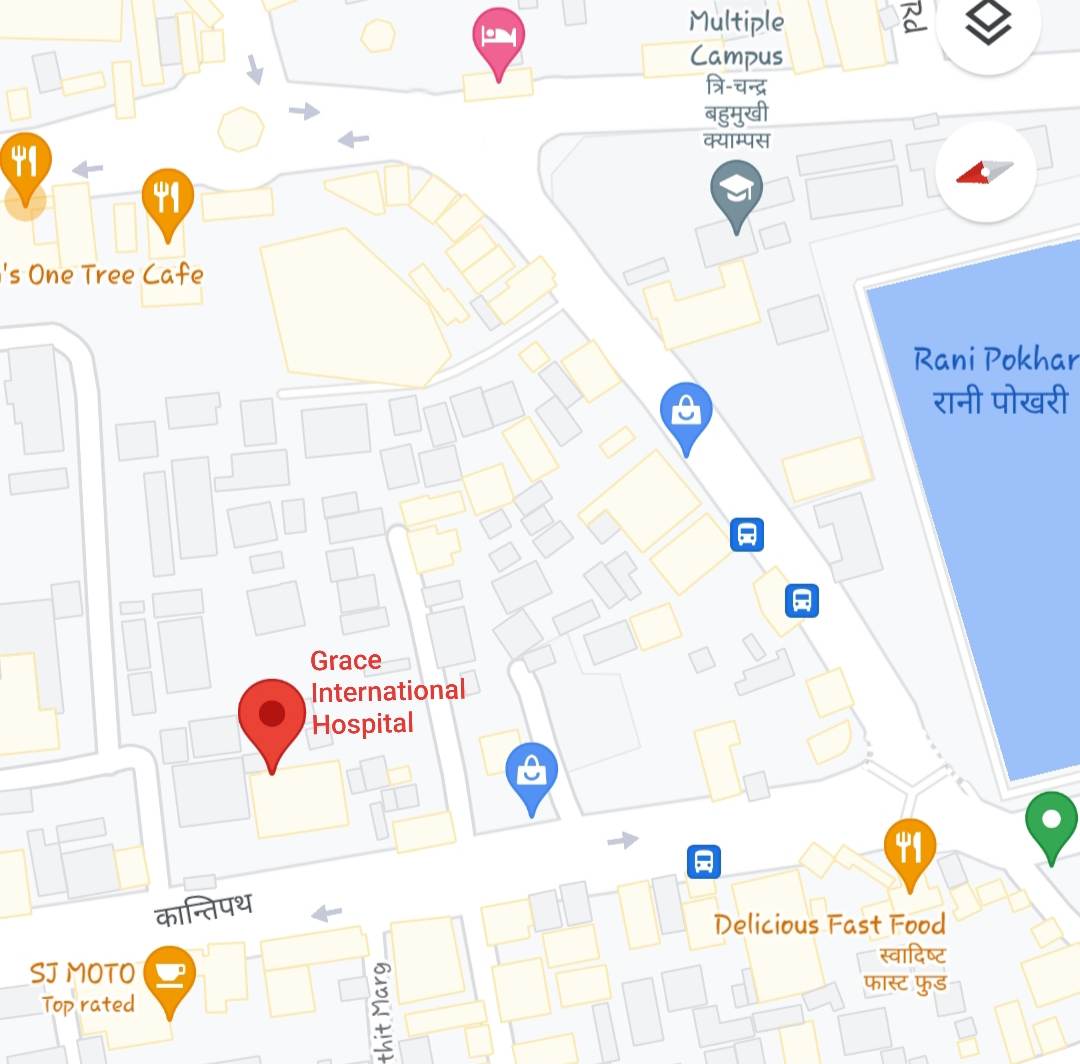 Multiple
Campus
त्रि-चन्द्र
बहुमुखी
क्याम्पस
Rd
's One Tree Cafe
Rani Pokhar
रानी पोखरी
Grace
International
Hospital
कान्तिपथ
Delicious Fast Food
स्वादिष्ट
फास्ट फुड
SJ MOTO
Top rated
thit Marg